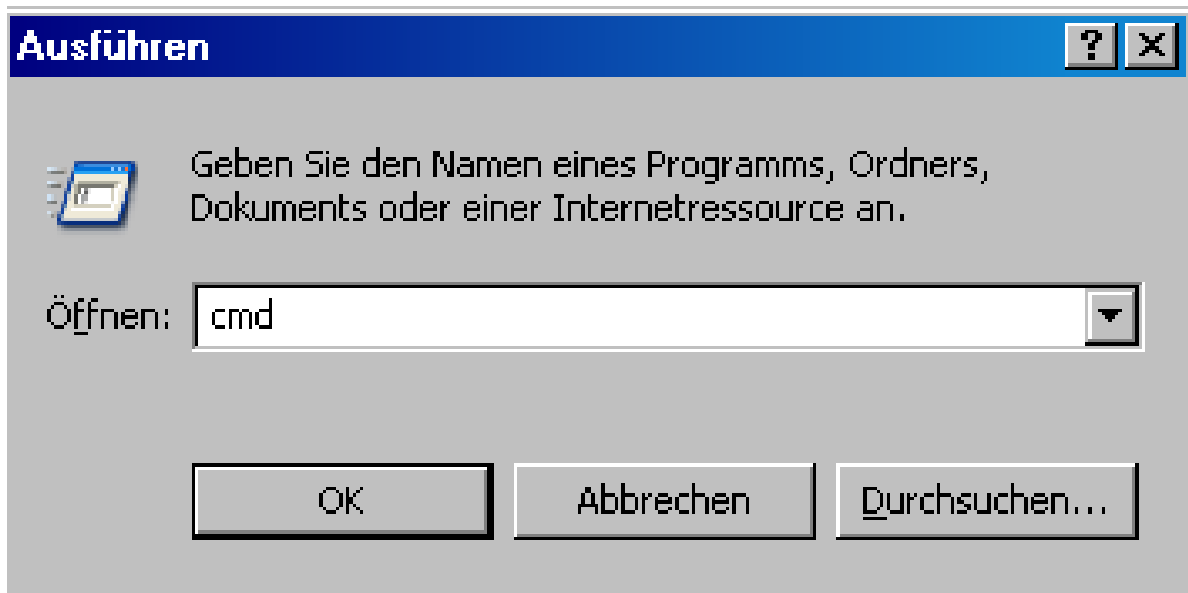 Ausführen
Geben Sie den Namen eines Programms, Ordners,
Dokuments oder einer Internetressource an.
Öffnen: cmd
OK Abbrechen Durchsuchen...